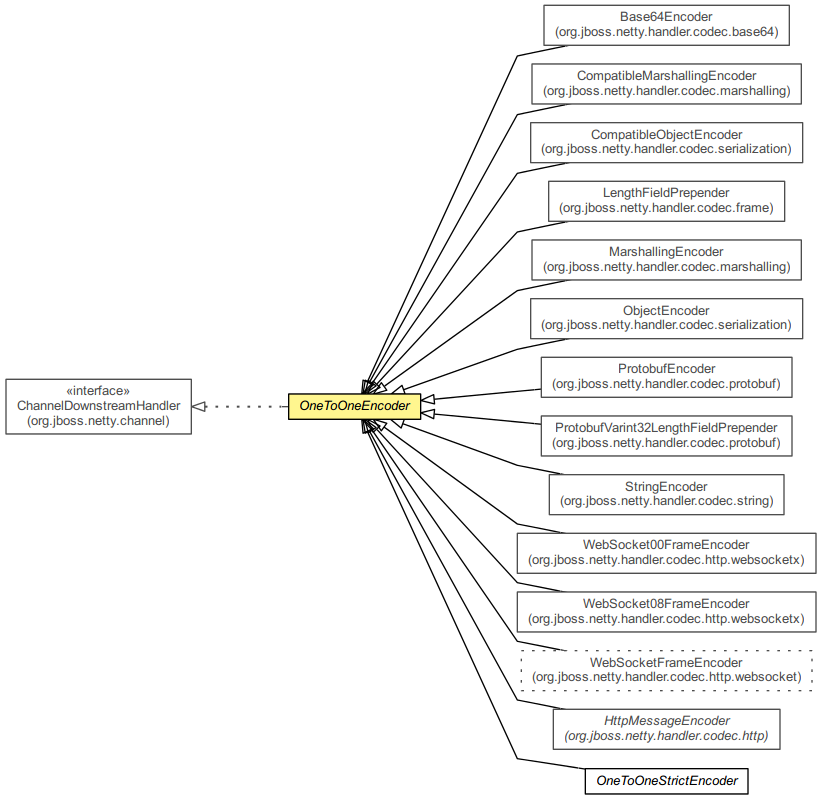 Base64Encoder
(org.jboss.netty.handler.codec.base64)
CompatibleMarshallingEncoder
(org.jboss.netty.handler.codec.marshalling)
CompatibleObjectEncoder
(org.jboss.netty.handler.codec.serialization)
LengthFieldPrepender
(org.jboss.netty.handler.codec.frame)
MarshallingEncoder
(org.jboss.netty.handler.codec.marshalling)
ObjectEncoder
(org.jboss.netty.handler.codec.serialization)
ProtobufEncoder
(org.jboss.netty.handler.codec.protobuf)
«interface»
ChannelDownstreamHandler
(org.jboss.netty.channel)
OneToOneEncoder
ProtobufVarint32LengthFieldPrepender
(org.jboss.netty.handler.codec.protobuf)
StringEncoder
(org.jboss.netty.handler.codec.string)
WebSocket00FrameEncoder
(org.jboss.netty.handler.codec.http.websocketx)
WebSocket08FrameEncoder
(org.jboss.netty.handler.codec.http.websocketx)
WebSocketFrameEncoder
(org.jboss.netty.handler.codec.http.websocket)
HttpMessageEncoder
(org.jboss.netty.handler.codec.http)
OneToOneStrictEncoder